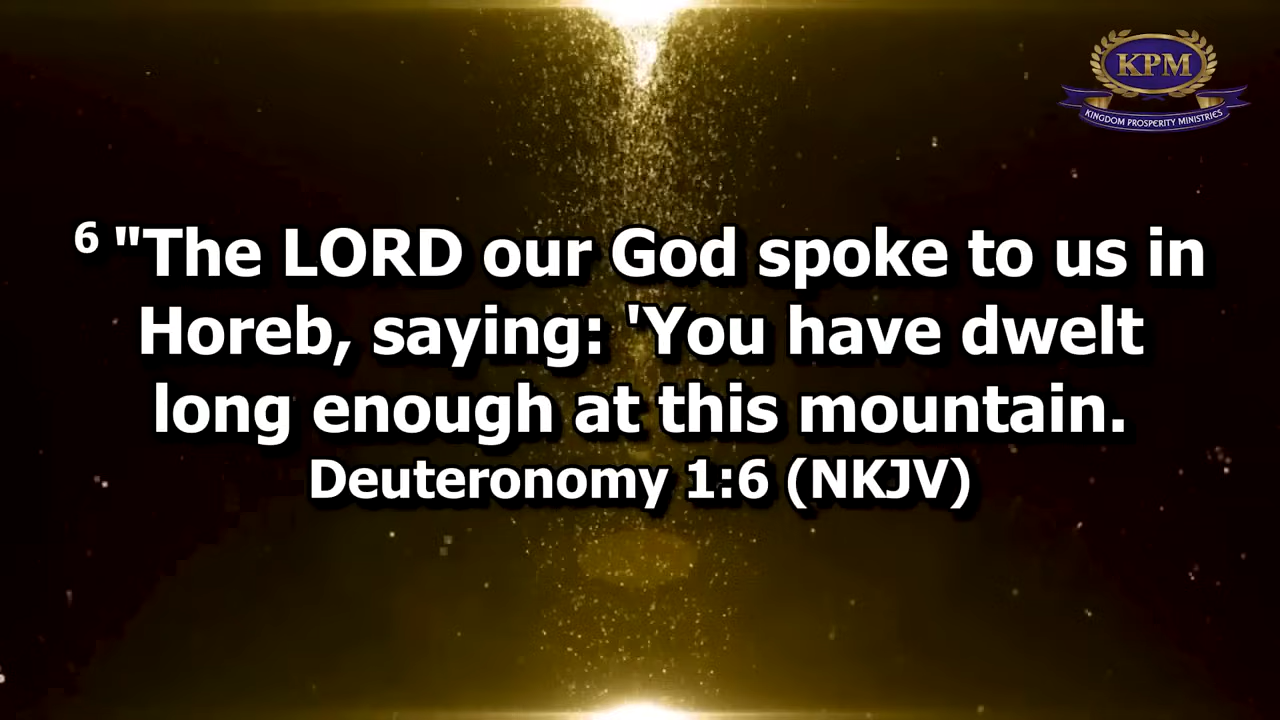 KPM
KINGDOM PROSPERITY MINISTRIES
6 "The LORD our God spoke to us in
Horeb, saying: 'You have dwelt
long enough at this mountain.
Deuteronomy 1:6 (NKJV)